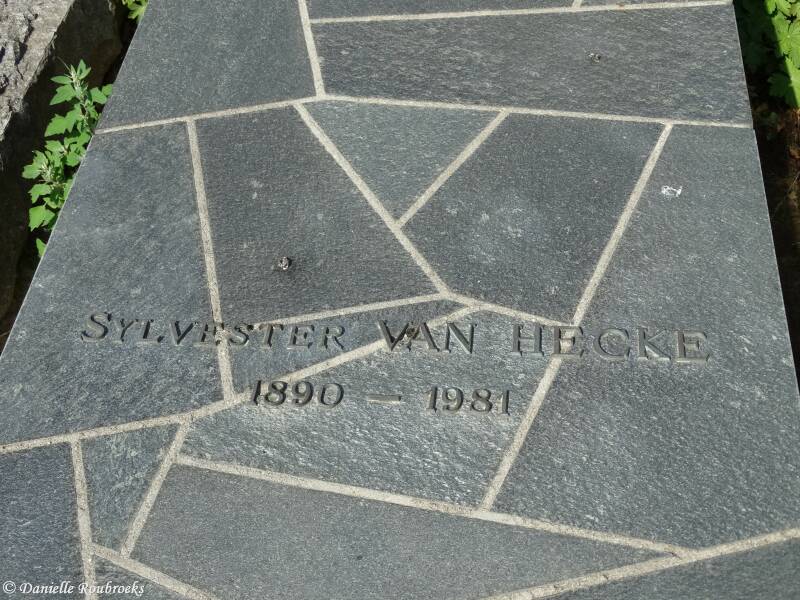 SYLVESTER VAN HECKE
1890 – 1981
© Danielle Roubroeks